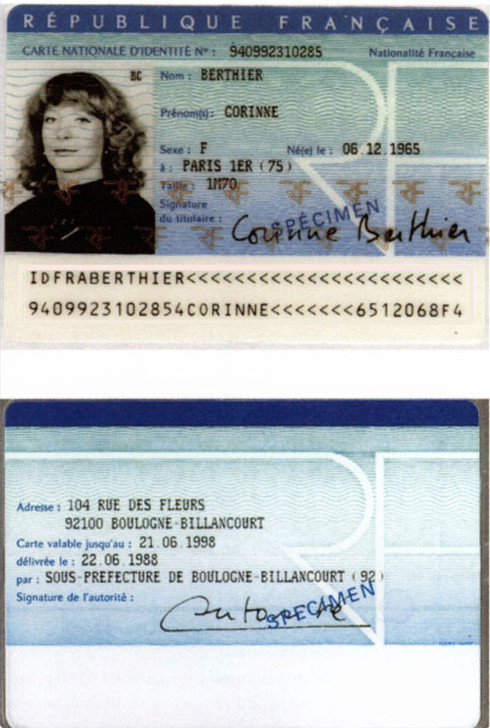 RÉPUBLIQUE FRANÇAISE
CARTE NATIONALE D'IDENTITÉ Nº : 940992310285 Nationalité Française
BC Nom : BERTHIER
Prénom(s) : CORINNE
Sexe : F Né(e) le : 06.12.1965
à : PARIS 1ER (75)
Taille : 1M70
Signature
du titulaire : Corinne Berthier
SPÉCIMEN
IDFRABERTHIER<<<<<<<<<<<<<<<<<<<<<<<
9409923102854CORINNE<<<<<<<6512068F4
Adresse : 104 RUE DES FLEURS
92100 BOULOGNE-BILLANCOURT
Carte valable jusqu'au : 21.06.1998
délivrée le : 22.06.1988
par : SOUS-PREFECTURE DE BOULOGNE-BILLANCOURT (92)
Signature de l'autorité :
SPECIMEN